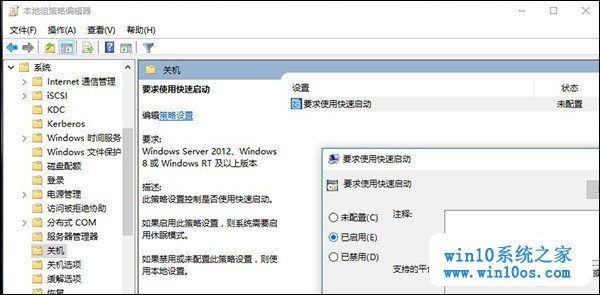 本地组策略编辑器
文件(F) 操作(A) 查看(V) 帮助(H)
系统
Internet 通信管理
iSCSI
KDC
Kerberos
Windows 时间服务
Windows 文件保护
磁盘配额
登录
电源管理
访问被拒绝协助
分布式 COM
服务器管理器
关机
关机选项
缓解选项
恢复
关机
要求使用快速启动
编辑策略设置
要求:
Windows Server 2012、Windows
8 或 Windows RT 及以上版本
描述:
此策略设置控制是否使用快速启动。
如果启用此策略设置，则系统需要启
用休眠模式。
如果禁用或未配置此策略设置，则使
用本地设置。
设置 状态
要求使用快速启动 未配置
要求使用快速启动
要求使用快速启动
未配置(C) 注释:
已启用(E)
已禁用(D)
支持的平台
win10系统之家
www.win10os.com